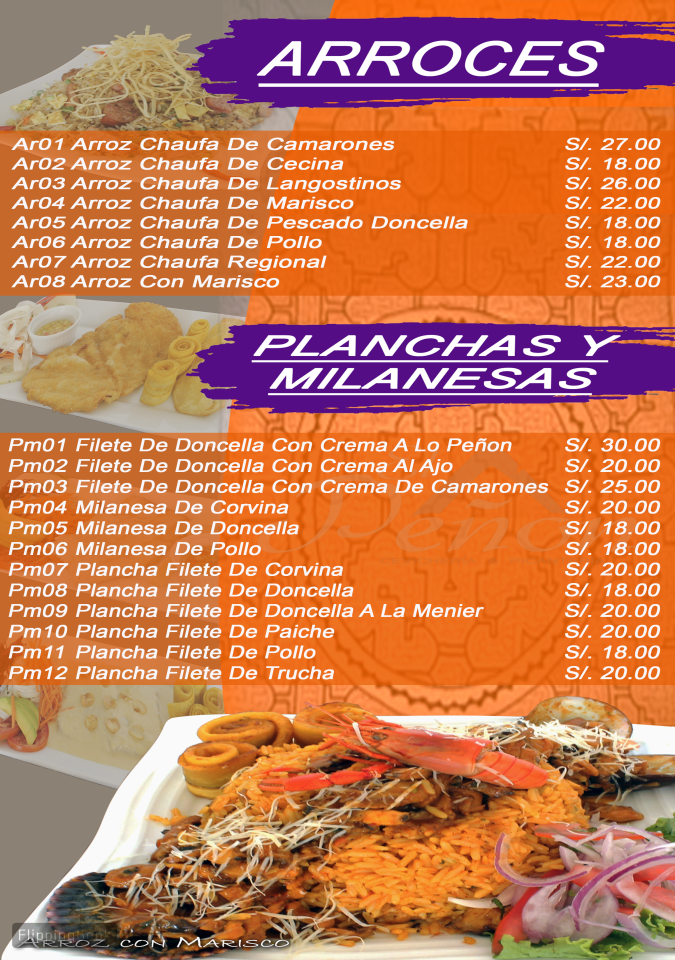 ARROCES
Ar01 Arroz Chaufa De Camarones S/. 27.00
Ar02 Arroz Chaufa De Cecina S/. 18.00
Ar03 Arroz Chaufa De Langostinos S/. 26.00
Ar04 Arroz Chaufa De Marisco S/. 22.00
Ar05 Arroz Chaufa De Pescado Doncella S/. 18.00
Ar06 Arroz Chaufa De Pollo S/. 18.00
Ar07 Arroz Chaufa Regional S/. 22.00
Ar08 Arroz Con Marisco S/. 23.00
PLANCHAS Y
MILANESAS
Pm01 Filete De Doncella Con Crema A Lo Peñon S/. 30.00
Pm02 Filete De Doncella Con Crema Al Ajo S/. 20.00
Pm03 Filete De Doncella Con Crema De Camarones S/. 25.00
Pm04 Milanesa De Corvina S/. 20.00
Pm05 Milanesa De Doncella S/. 18.00
Pm06 Milanesa De Pollo S/. 18.00
Pm07 Plancha Filete De Corvina S/. 20.00
Pm08 Plancha Filete De Doncella S/. 18.00
Pm09 Plancha Filete De Doncella A La Menier S/. 20.00
Pm10 Plancha Filete De Paiche S/. 20.00
Pm11 Plancha Filete De Pollo S/. 18.00
Pm12 Plancha Filete De Trucha S/. 20.00
Arroz con Marisco